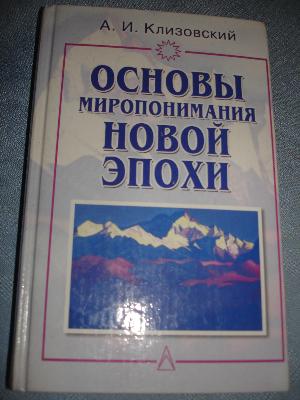 А. И. Клизовский
ОСНОВЫ
МИРОПОНИМАНИЯ
НОВОЙ
ЭПОХИ